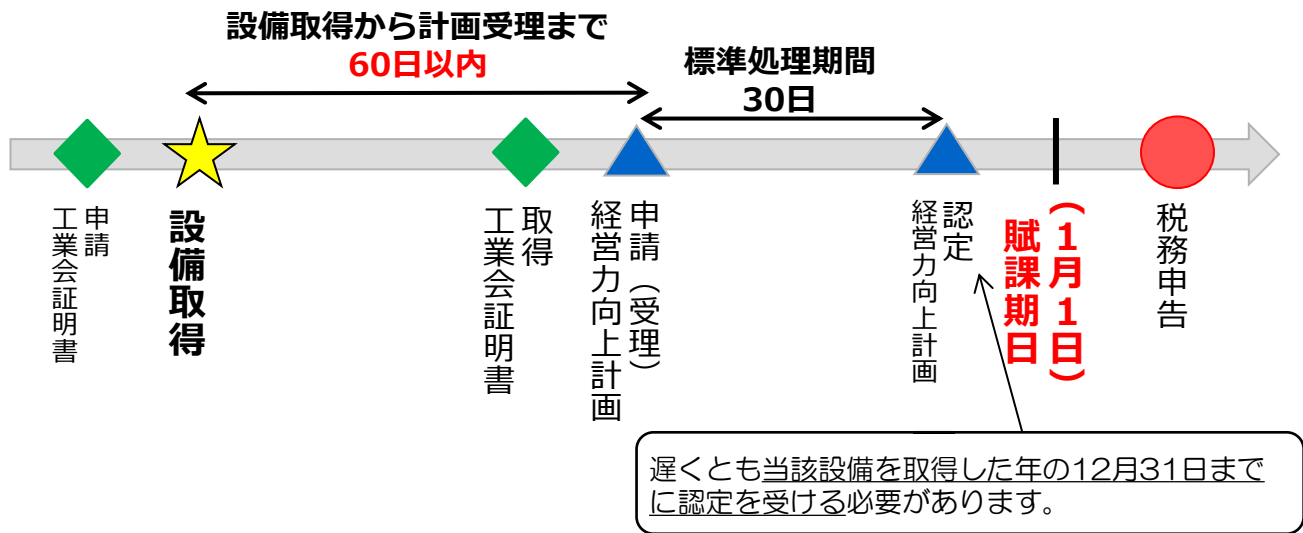 設備取得から計画受理まで
60日以内
標準処理期間
30日
申請
工業会証明書
設備取得
取得
工業会証明書
申請（受理）
経営力向上計画
認定
経営力向上計画
（１月１日）
賦課期日
税務申告
遅くとも当該設備を取得した年の12月31日まで
に認定を受ける必要があります。